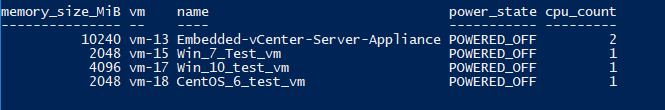 memory_size_MiB vm    name                             power_state cpu_count
--------------- --    ----                             ----------- ---------
          10240 vm-13 Embedded-vCenter-Server-Appliance POWERED_OFF         2
           2048 vm-15 Win_7_Test_vm                    POWERED_OFF         1
           4096 vm-17 Win_10_test_vm                   POWERED_OFF         1
           2048 vm-18 CentOS_6_test_vm                 POWERED_OFF         1